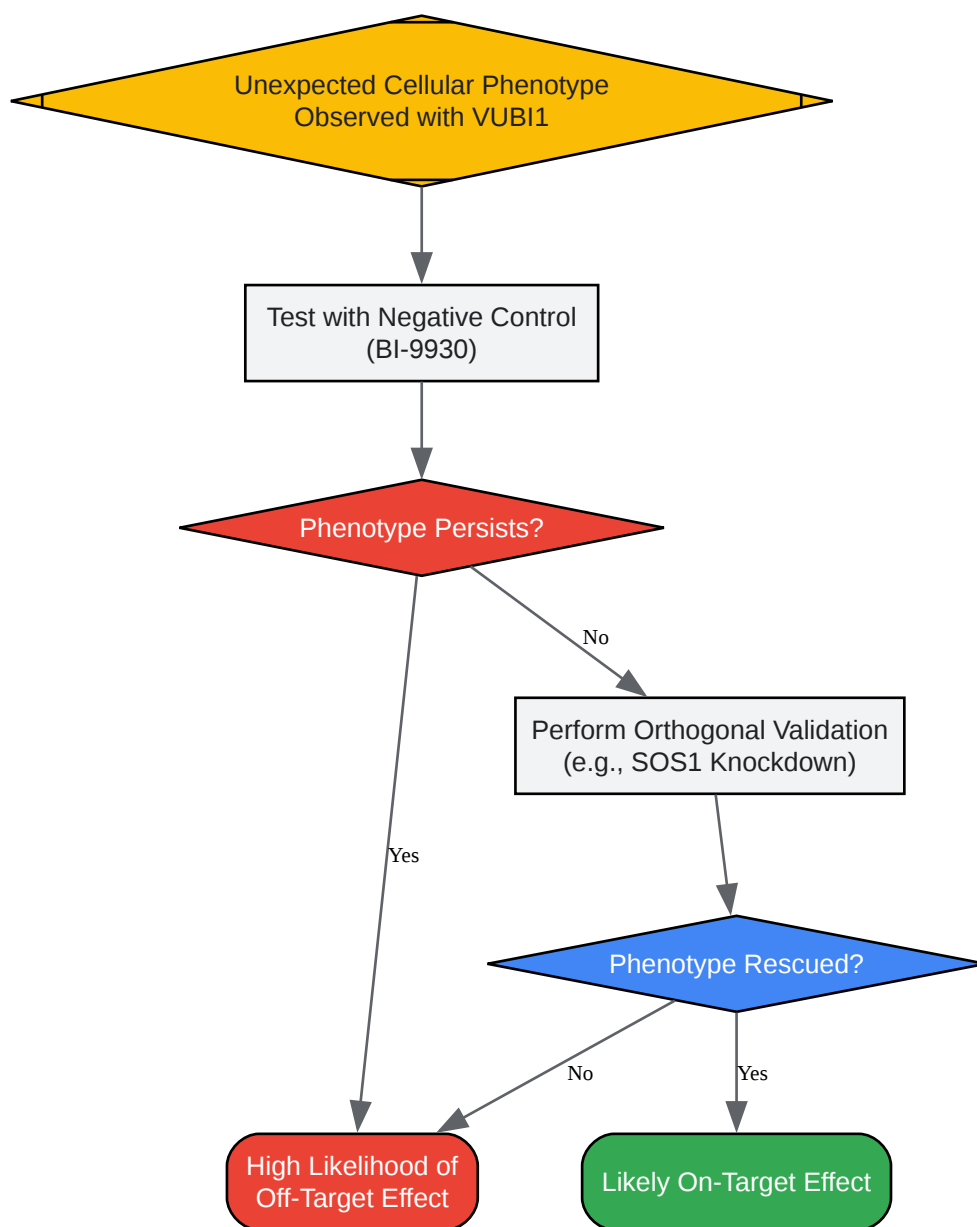 Unexpected Cellular Phenotype
Observed with VUBI1
Test with Negative Control
(BI-9930)
Phenotype Persists?
No
Perform Orthogonal Validation
(e.g., SOS1 Knockdown)
Yes
Phenotype Rescued?
No
Yes
High Likelihood of
Off-Target Effect
Likely On-Target Effect